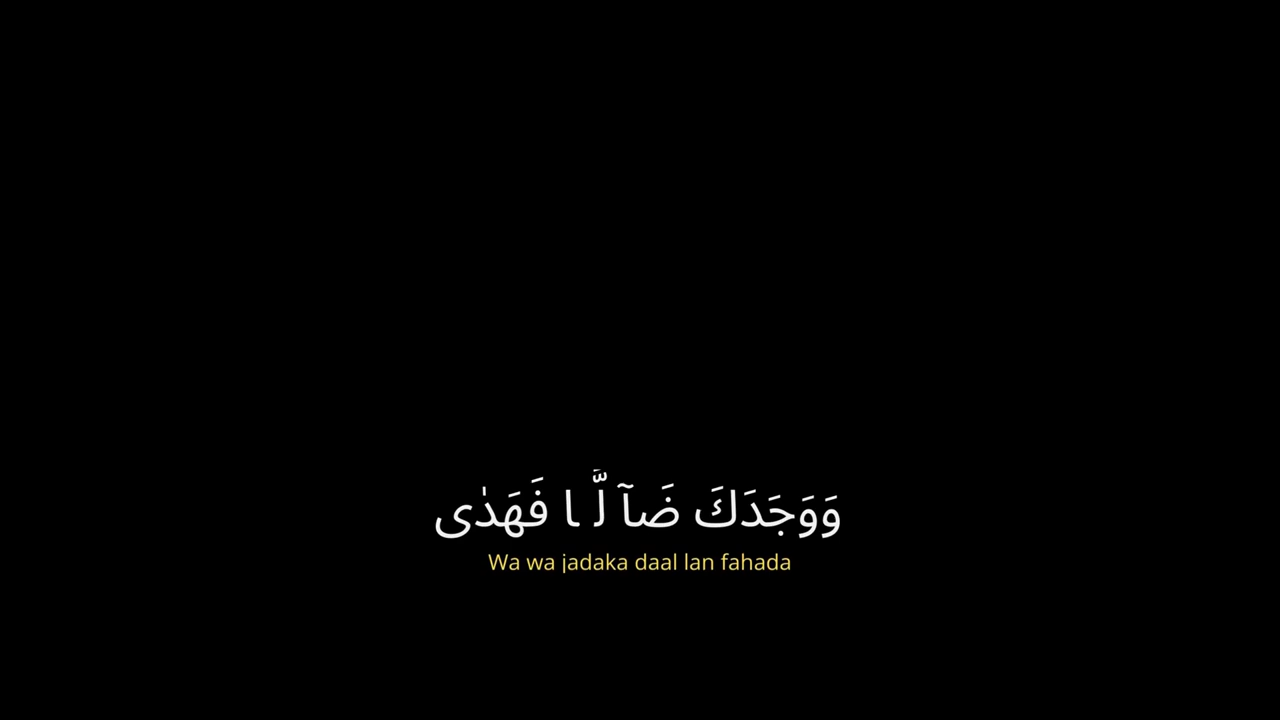 وَوَجَدَكَ ضَآ لًّ ا فَهَدٰى
Wa wa jadaka daal lan fahada